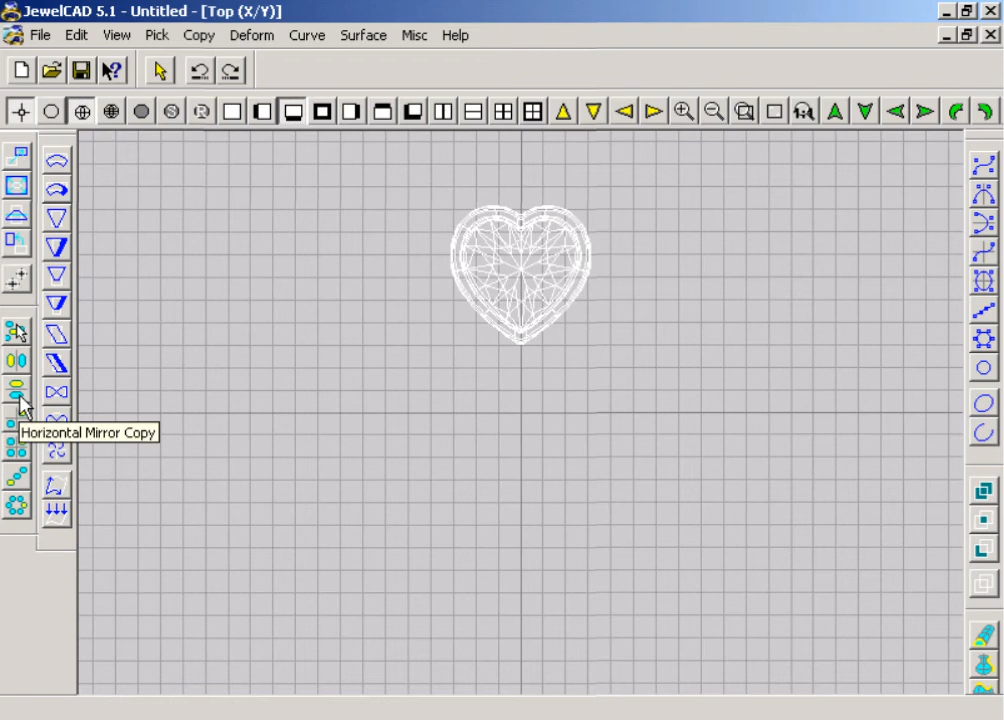 JewelCAD 5.1 - Untitled - [Top (X/Y)]
File Edit View Pick Copy Deform Curve Surface Misc Help
Horizontal Mirror Copy